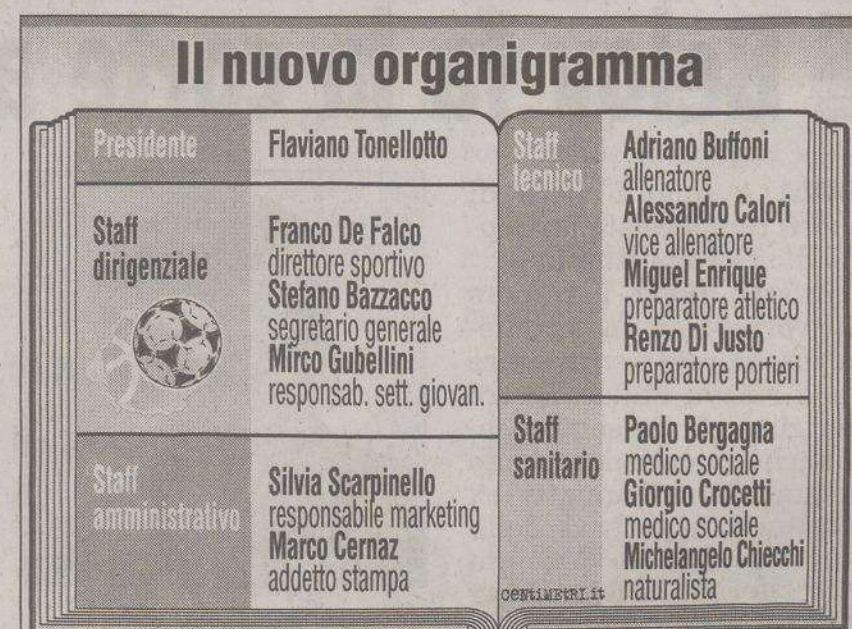 Il nuovo organigramma
Presidente
Flaviano Tonellotto
Staff
dirigenziale
Franco De Falco
direttore sportivo
Stefano Bazzacco
segretario generale
Mirco Gubellini
responsab. sett. giovan.
Staff
amministrativo
Silvia Scarpinello
responsabile marketing
Marco Cernaz
addetto stampa
Staff
tecnico
Adriano Buffoni
allenatore
Alessandro Calori
vice allenatore
Miguel Enrique
preparatore atletico
Renzo Di Justo
preparatore portieri
Staff
sanitario
Paolo Bergagna
medico sociale
Giorgio Crocetti
medico sociale
Michelangelo Chiecchi
naturalista
CENTIMETRI.it